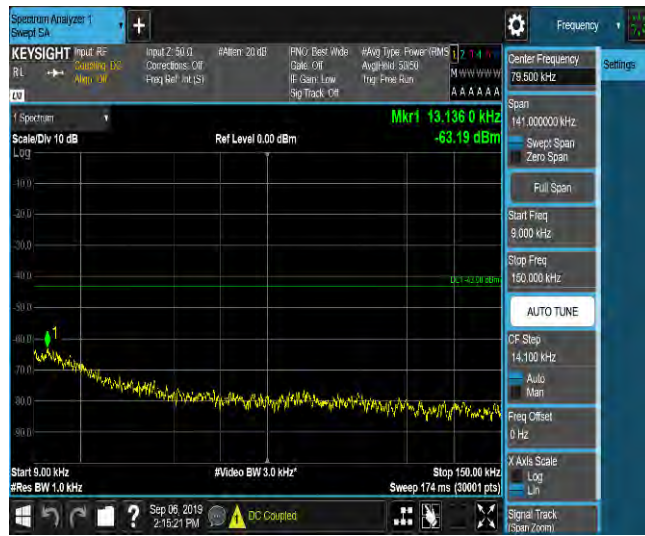 Spectrum Analyzer 1
Swept SA
+
Frequency
KEYSIGHT
Input: RF
Coupling: DC
Align: Off
Input Z: 50 Ω
Corrections: Off
Freq Ref: Int (S)
#Atten: 20 dB
PNO: Best Wide
Gate: Off
IF Gain: Low
Sig Track: Off
#Avg Type: Power (RMS
Avg|Hold: 50/50
Trig: Free Run
M W W W W W
A A A A A A
RL
LXI
1 Spectrum
Scale/Div 10 dB
Log
Ref Level 0.00 dBm
Mkr1 13.136 0 kHz
-63.19 dBm
-10.0
-20.0
-30.0
-40.0
-50.0
-60.0
-70.0
-80.0
-90.0
1
Start 9.00 kHz
#Res BW 1.0 kHz
#Video BW 3.0 kHz*
Stop 150.00 kHz
Sweep 174 ms (30001 pts)
Center Frequency
79.500 kHz
Settings
Span
141.000000 kHz
Swept Span
Zero Span
Full Span
Start Freq
9.000 kHz
Stop Freq
150.000 kHz
AUTO TUNE
CF Step
14.100 kHz
Auto
Man
Freq Offset
0 Hz
X Axis Scale
Log
Lin
Signal Track
(Span Zoom)
?
Sep 06, 2019
2:15:21 PM
DC Coupled